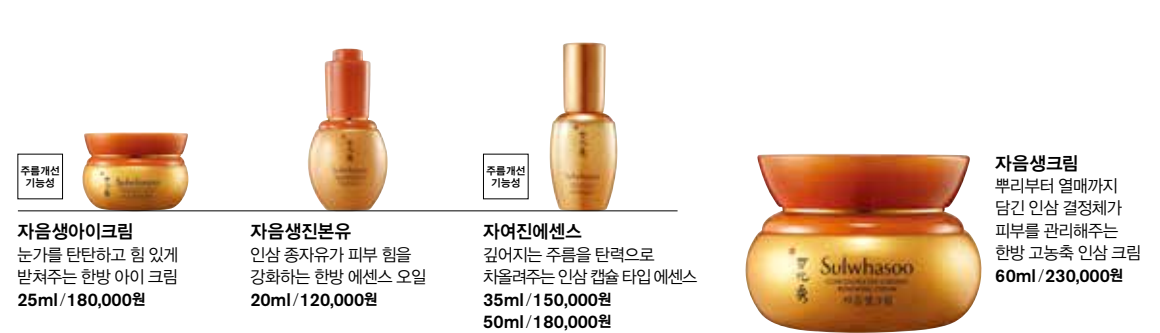 주름개선
기능성
자음생아이크림
눈가를 탄탄하고 힘 있게
받쳐주는 한방 아이 크림
25ml/180,000원
자음생진본유
인삼 종자유가 피부 힘을
강화하는 한방 에센스 오일
20ml/120,000원
주름개선
기능성
자여진에센스
깊어지는 주름을 탄력으로
차올려주는 인삼 캡슐 타입 에센스
35ml/150,000원
50ml/180,000원
Sulwhasoo
Sulwhasoo
Sulwhasoo
자음생크림
자음생크림
뿌리부터 열매까지
담긴 인삼 결정체가
피부를 관리해주는
한방 고농축 인삼 크림
60ml/230,000원